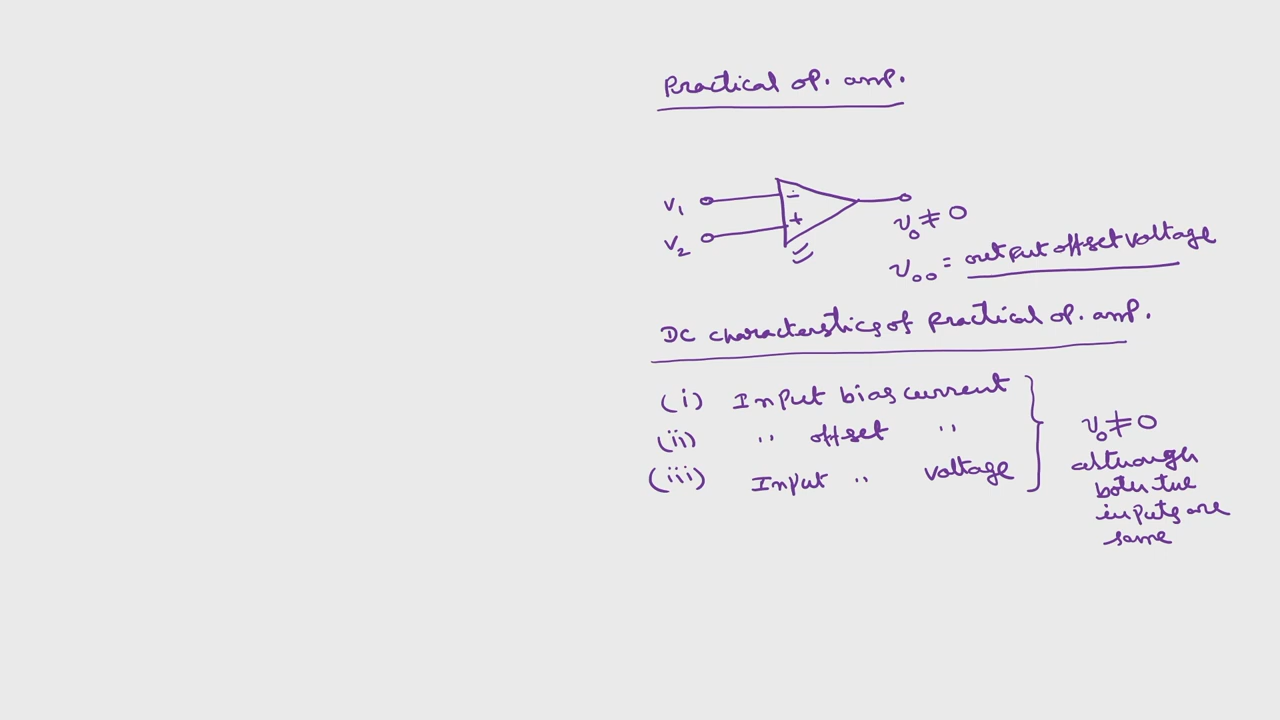 Practical op. amp.
V1
-
+
V2
v0 ≠ 0
v00 = output offset voltage
DC characterstics of practical op. amp.
(i) Input bias current
(ii) " offset "
(iii) Input " voltage
v0 ≠ 0
although
both the
inputs are
same